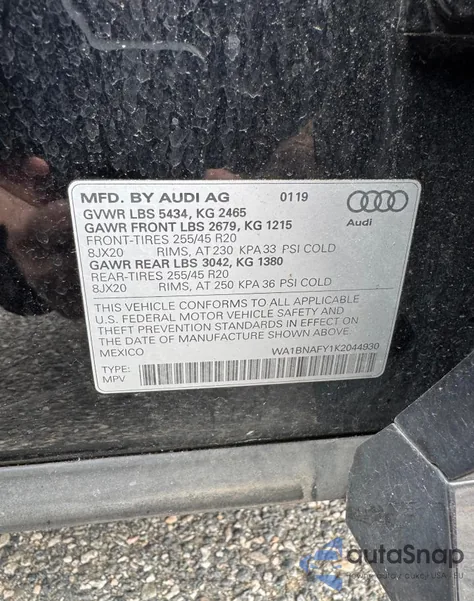 MFD. BY AUDI AG 01 19
GVWR LBS 5434, KG 2465
GAWR FRONT LBS 2679, KG 1215
FRONT-TIRES 255/45 R20
8JX20 RIMS, AT 230 KPA 33 PSI COLD
GAWR REAR LBS 3042, KG 1380
REAR-TIRES 255/45 R20
8JX20 RIMS, AT 250 KPA 36 PSI COLD
Audi
THIS VEHICLE CONFORMS TO ALL APPLICABLE
U.S. FEDERAL MOTOR VEHICLE SAFETY AND
THEFT PREVENTION STANDARDS IN EFFECT ON
THE DATE OF MANUFACTURE SHOWN ABOVE
MEXICO WA1BNAFY1K2044930
TYPE:
MPV
autaSnap